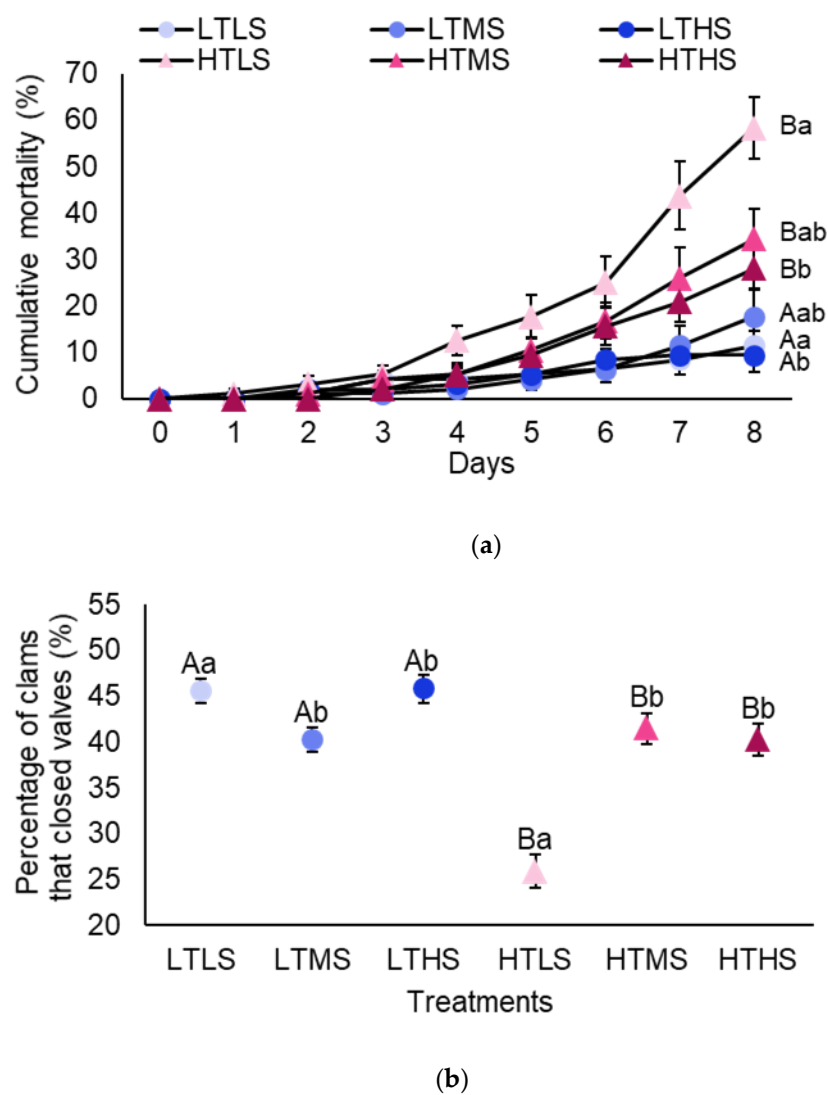 LTLS LTMS LTHS
HTLS HTMS HTHS
Cumulative mortality (%)
70
60
50
40
30
20
10
0
Ba
Bab
Bb
Aab
Aa
Ab
0 1 2 3 4 5 6 7 8
Days
(a)
Percentage of clams
that closed valves (%)
55
50
45
40
35
30
25
20
Aa Ab Ab Ba Bb Bb
LTLS LTMS LTHS HTLS HTMS HTHS
Treatments
(b)